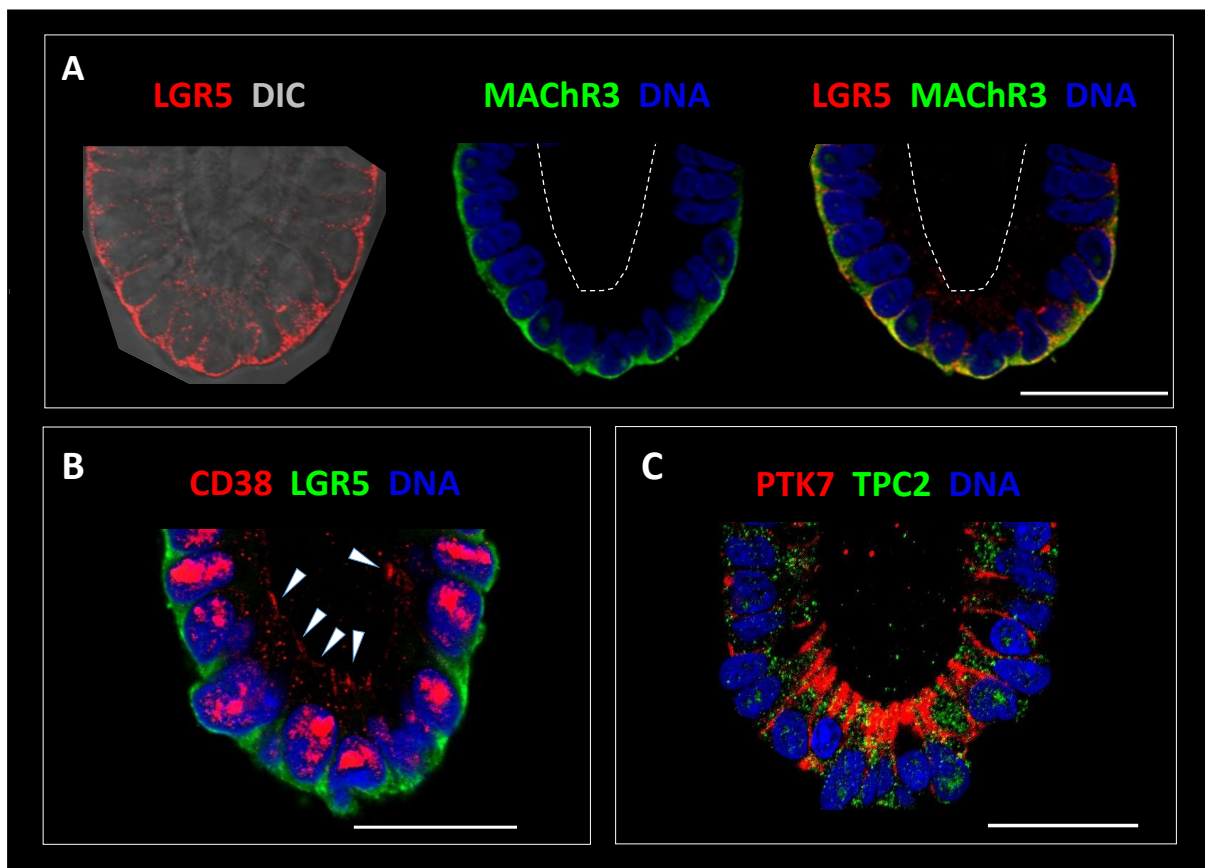 A
LGR5 DIC
MAChR3 DNA
LGR5 MAChR3 DNA
B
CD38 LGR5 DNA
C
PTK7 TPC2 DNA